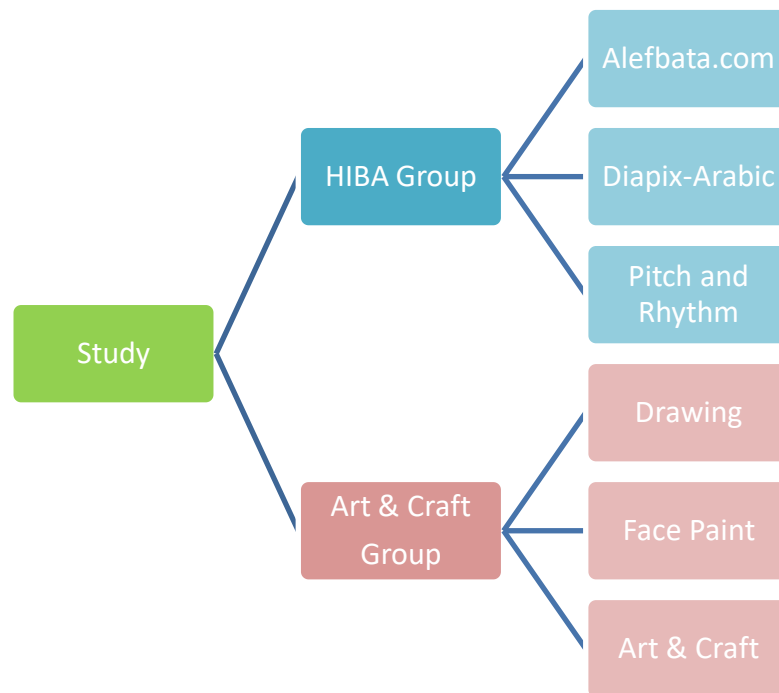 Study
HIBA Group
Alefbata.com
Diapix-Arabic
Pitch and
Rhythm
Art & Craft
Group
Drawing
Face Paint
Art & Craft